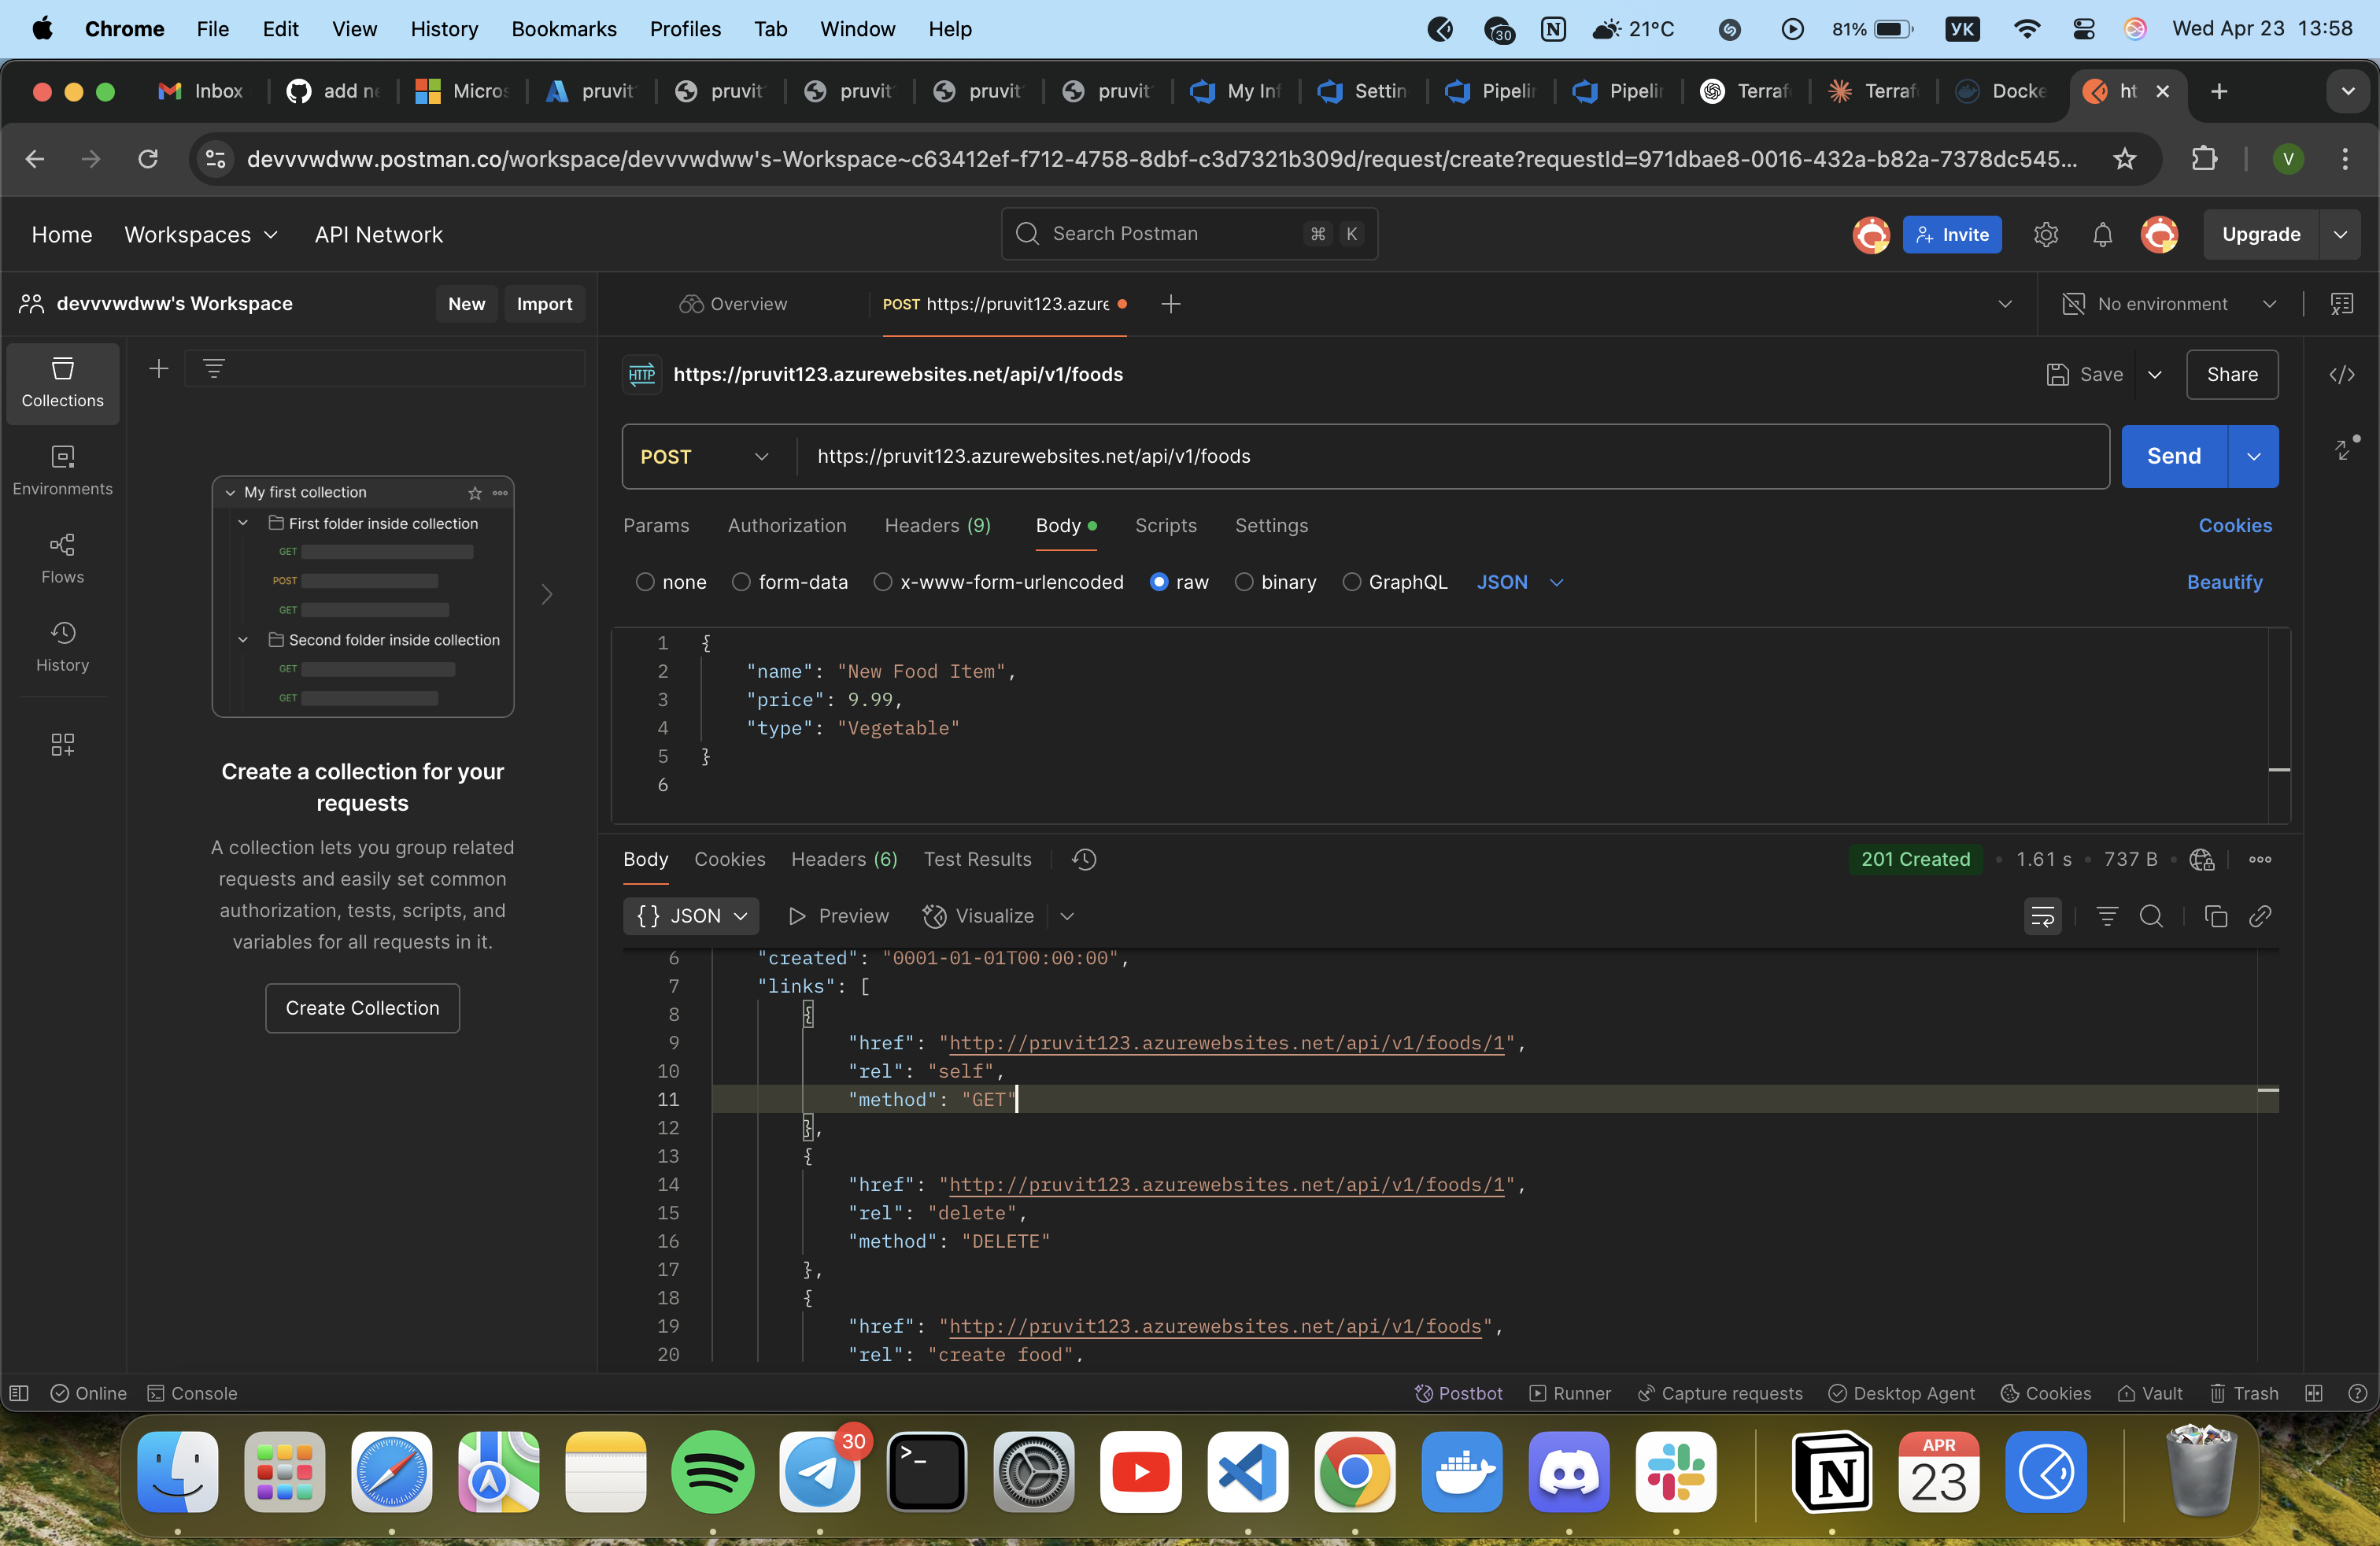 Chrome File Edit View History Bookmarks Profiles Tab Window Help 30 21°C 81% УК Wed Apr 23 13:58
Inbox add ne Micros pruvit pruvit pruvit pruvit pruvit My Inf Settin Pipelin Pipelin Terraf Terraf Docke ht
devvvwdww.postman.co/workspace/devvvwdww's-Workspace~c63412ef-f712-4758-8dbf-c3d7321b309d/request/create?requestId=971dbae8-0016-432a-b82a-7378dc545... V
Home Workspaces API Network Search Postman ⌘ K Invite Upgrade
devvvwdww's Workspace New Import Overview POST https://pruvit123.azure No environment
Collections
Environments
Flows
History
My first collection
First folder inside collection
GET
POST
GET
Second folder inside collection
GET
GET
Create a collection for your
requests
A collection lets you group related
requests and easily set common
authorization, tests, scripts, and
variables for all requests in it.
Create Collection
HTTP https://pruvit123.azurewebsites.net/api/v1/foods Save Share
POST https://pruvit123.azurewebsites.net/api/v1/foods Send
Params Authorization Headers (9) Body Scripts Settings Cookies
none form-data x-www-form-urlencoded raw binary GraphQL JSON Beautify
1 {
2 "name": "New Food Item",
3 "price": 9.99,
4 "type": "Vegetable"
5 }
6
Body Cookies Headers (6) Test Results 201 Created 1.61 s 737 B
{} JSON Preview Visualize
6 "created": "0001-01-01T00:00:00",
7 "links": [
8 {
9 "href": "http://pruvit123.azurewebsites.net/api/v1/foods/1",
10 "rel": "self",
11 "method": "GET"
12 },
13 {
14 "href": "http://pruvit123.azurewebsites.net/api/v1/foods/1",
15 "rel": "delete",
16 "method": "DELETE"
17 },
18 {
19 "href": "http://pruvit123.azurewebsites.net/api/v1/foods",
20 "rel": "create food",
Online Console Postbot Runner Capture requests Desktop Agent Cookies Vault Trash
30
APR
23